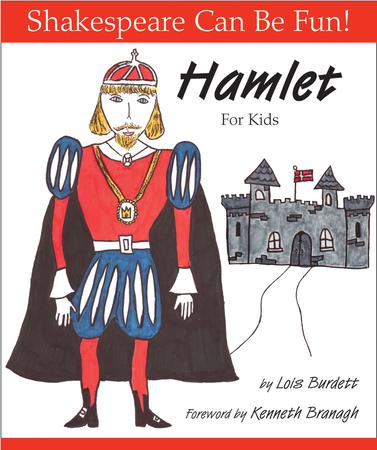 Shakespeare Can Be Fun!
Hamlet
For Kids
by Lois Burdett
Foreword by Kenneth Branagh